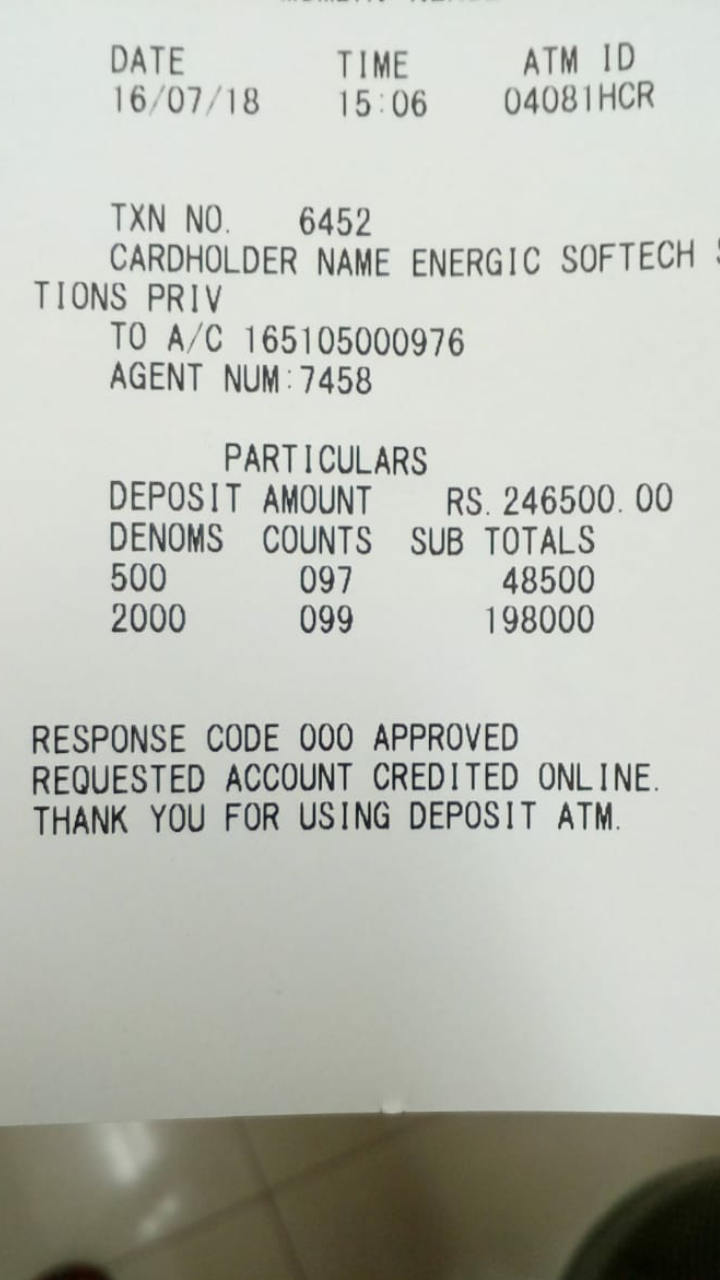 DATE TIME ATM ID
16/07/18 15:06 04081HCR
TXN NO. 6452
CARDHOLDER NAME ENERGIC SOFTECH
TIONS PRIV
TO A/C 165105000976
AGENT NUM:7458
PARTICULARS
DEPOSIT AMOUNT RS.246500.00
DENOMS COUNTS SUB TOTALS
500 097 48500
2000 099 198000
RESPONSE CODE 000 APPROVED
REQUESTED ACCOUNT CREDITED ONLINE.
THANK YOU FOR USING DEPOSIT ATM.